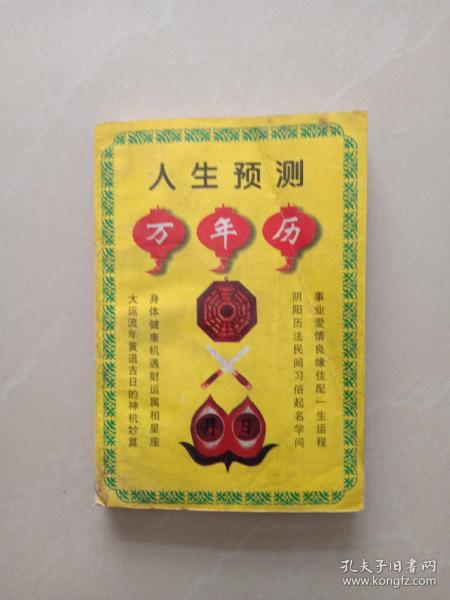 人生预测
万年历
事业爱情良缘佳配一生运程
阴阳历法民间习俗起名学问
身体健康机遇财运属相星座
大运流年黄道吉日的神机妙算
月日
孔夫子旧书网
www.kongfz.com